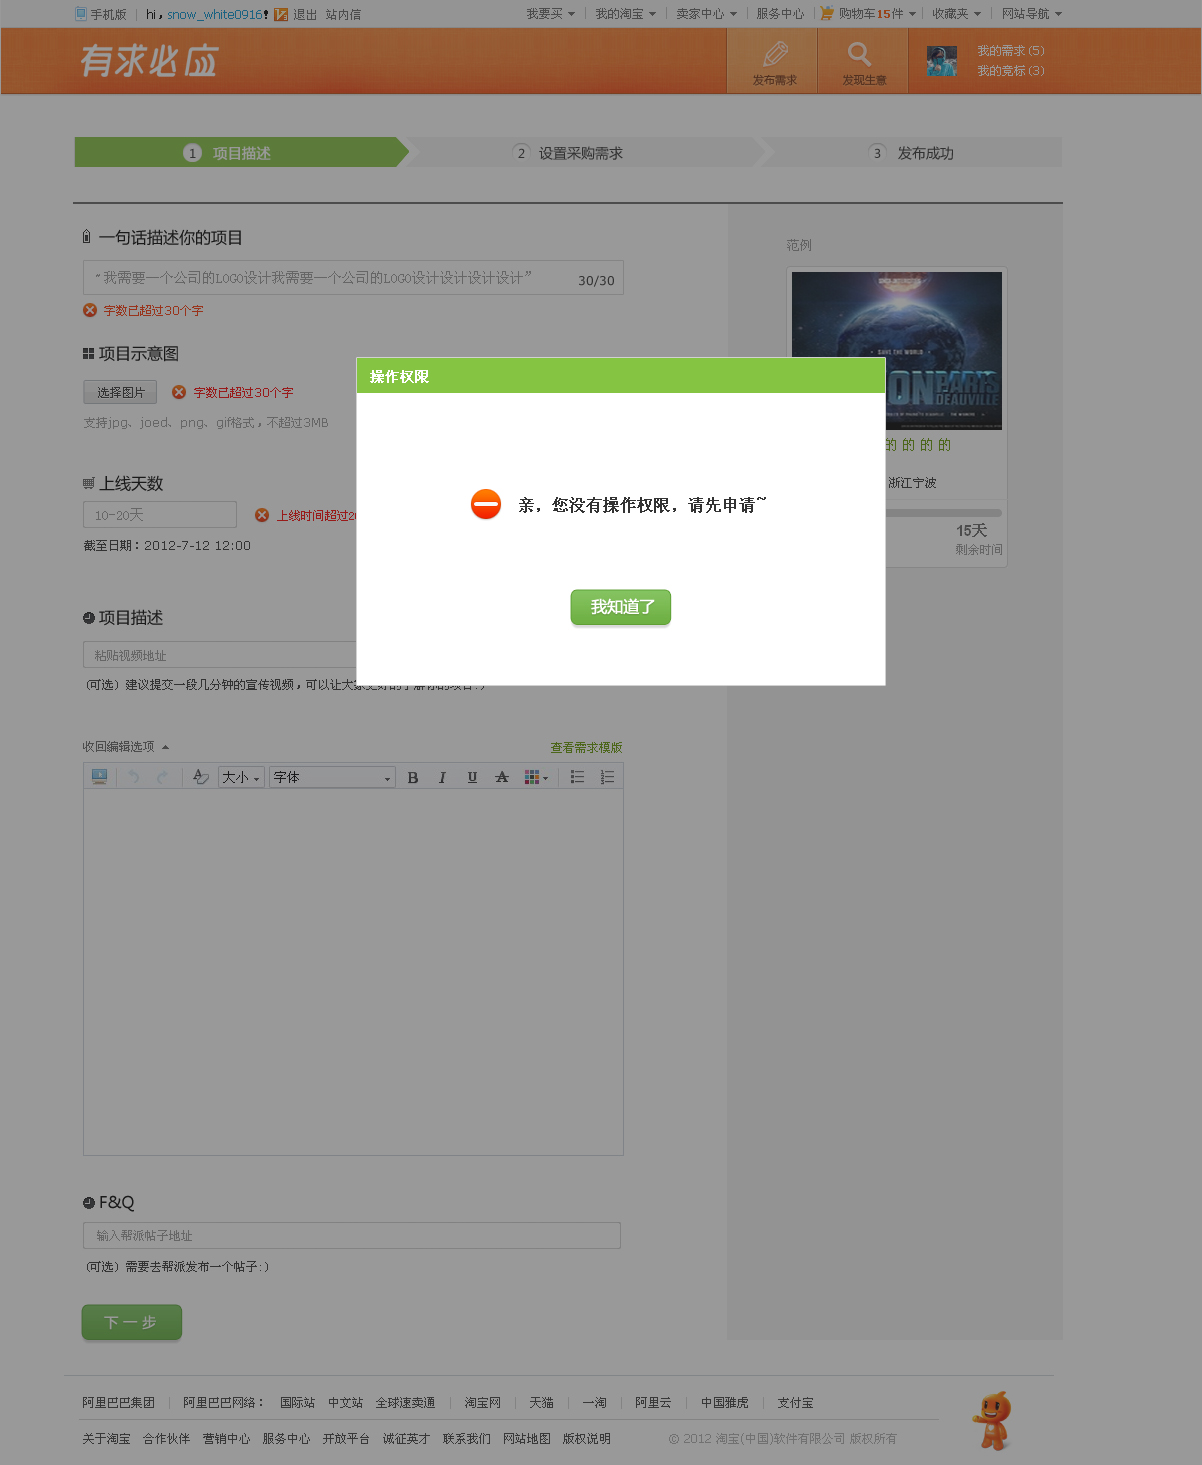 手机版 hi，snow_white0916！ 退出 站内信 我要买 我的淘宝 卖家中心 服务中心 购物车15件 收藏夹 网站导航
有求必应
发布需求 发现生意
我的需求(5)
我的竞标(3)
1 项目描述 2 设置采购需求 3 发布成功
一句话描述你的项目
范例
“我需要一个公司的LOGO设计我需要一个公司的LOGO设计设计设计设计” 30/30
字数已超过30个字
SAVE THE WORLD
项目示意图
操作权限
选择图片 字数已超过30个字
PARIS
DEAUVILLE
支持jpg、joed、png、gif格式，不超过3MB
的 的 的 的
上线天数
浙江宁波
10-20天 上线时间超过2
亲，您没有操作权限，请先申请~
15天
截至日期：2012-7-12 12:00
剩余时间
我知道了
项目描述
粘贴视频地址
(可选) 建议提交一段几分钟的宣传视频，可以让大家更好的了解你的项目:)
收回编辑选项 查看需求模版
大小 字体 B I U A
F&Q
输入帮派帖子地址
(可选) 需要去帮派发布一个帖子:)
下一步
阿里巴巴集团 阿里巴巴网络： 国际站 中文站 全球速卖通 淘宝网 天猫 一淘 阿里云 中国雅虎 支付宝
关于淘宝 合作伙伴 营销中心 服务中心 开放平台 诚征英才 联系我们 网站地图 版权说明 © 2012 淘宝(中国)软件有限公司 版权所有